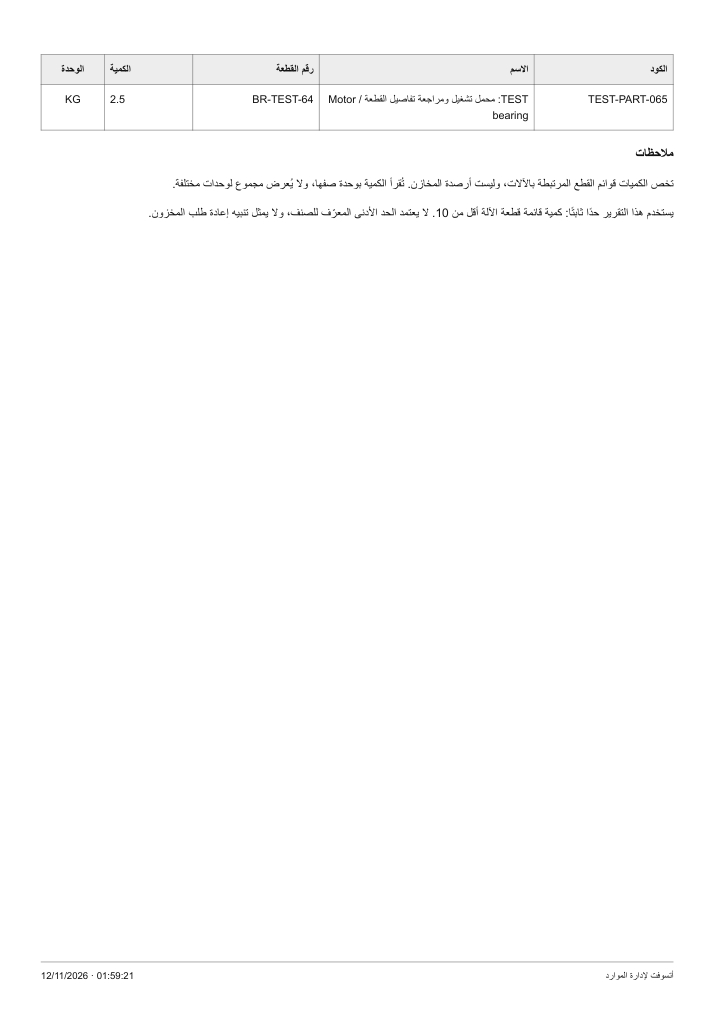 الكود الاسم رقم القطعة الكمية الوحدة
TEST-PART-065 TEST: محمل تشغيل ومراجعة تفاصيل القطعة / Motor bearing BR-TEST-64 2.5 KG
ملاحظات
تخص الكميات قوائم القطع المرتبطة بالآلات، وليست أرصدة المخازن. تُقرأ الكمية بوحدة صفها، ولا يُعرض مجموع لوحدات مختلفة.
يستخدم هذا التقرير حدًا ثابتًا: كمية قائمة قطعة الآلة أقل من 10. لا يعتمد الحد الأدنى المعرّف للصنف، ولا يمثل تنبيه إعادة طلب المخزون.
أتسوفت لإدارة الموارد 12/11/2026 · 01:59:21